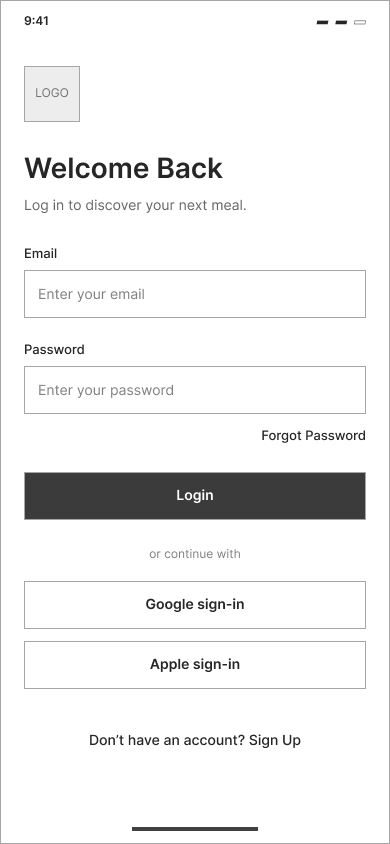 9:41
LOGO
Welcome Back
Log in to discover your next meal.
Email
Enter your email
Password
Enter your password
Forgot Password
Login
or continue with
Google sign-in
Apple sign-in
Don’t have an account? Sign Up